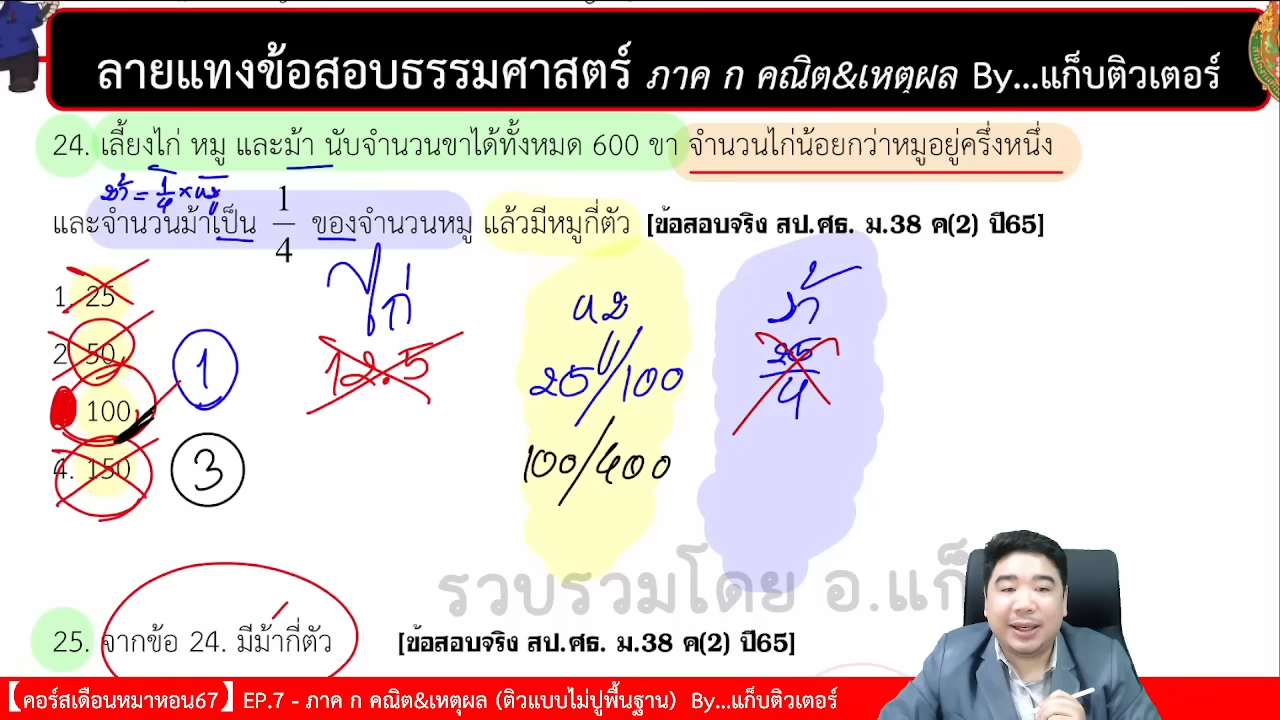 ลายแทงข้อสอบธรรมศาสตร์ ภาค ก คณิต&เหตุผล By...แก็บติวเตอร์
24. เลี้ยงไก่ หมู และม้า นับจำนวนขาได้ทั้งหมด 600 ขา จำนวนไก่น้อยกว่าหมูอยู่ครึ่งหนึ่ง
ม้า = 1/4 × หมู
และจำนวนม้าเป็น 1/4 ของจำนวนหมู แล้วมีหมูกี่ตัว [ข้อสอบจริง สป.ศธ. ม.38 ค(2) ปี65]
ไก่ หมู ม้า
1. 25
2. 50 1 12.5 25/100 25/4
100
4. 150 3 100/400
รวบรวมโดย อ.แก็
25. จากข้อ 24. มีม้ากี่ตัว [ข้อสอบจริง สป.ศธ. ม.38 ค(2) ปี65]
【คอร์สเดือนหมาหอน67】 EP.7 - ภาค ก คณิต&เหตุผล (ติวแบบไม่ปูพื้นฐาน) By...แก็บติวเตอร์